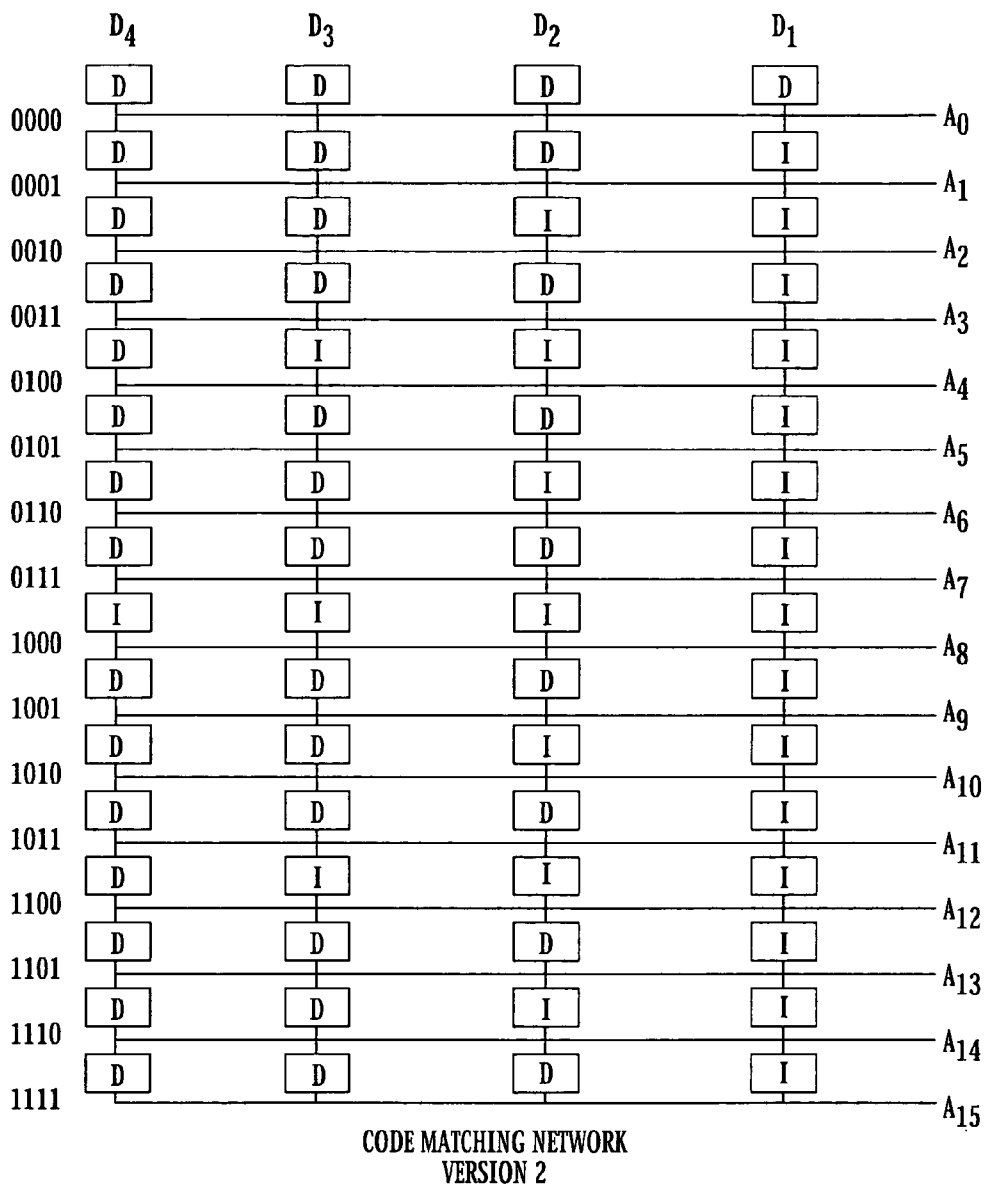 D4 D3 D2 D1
D D D D
0000 A0
D D D I
0001 A1
D D I I
0010 A2
D D D I
0011 A3
D I I I
0100 A4
D D D I
0101 A5
D D I I
0110 A6
D D D I
0111 A7
I I I I
1000 A8
D D D I
1001 A9
D D I I
1010 A10
D D D I
1011 A11
D I I I
1100 A12
D D D I
1101 A13
D D I I
1110 A14
D D D I
1111 A15
CODE MATCHING NETWORK
VERSION 2